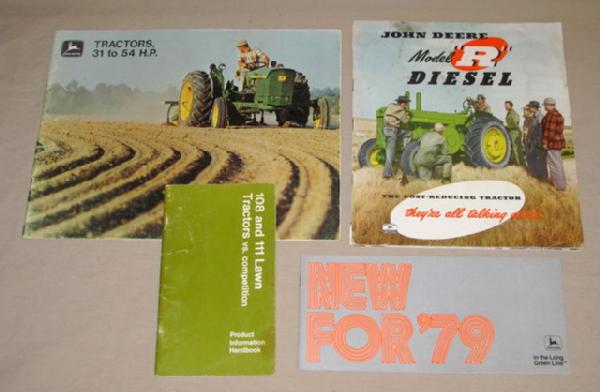 TRACTORS,
31 to 54 H.P.
JOHN DEERE
Model "R"
DIESEL
THE COST-REDUCING TRACTOR
they're all talking about
108 and 111 Lawn
Tractors vs. competition
Product
Information
Handbook
NEW
FOR '79
In the Long
Green Line™